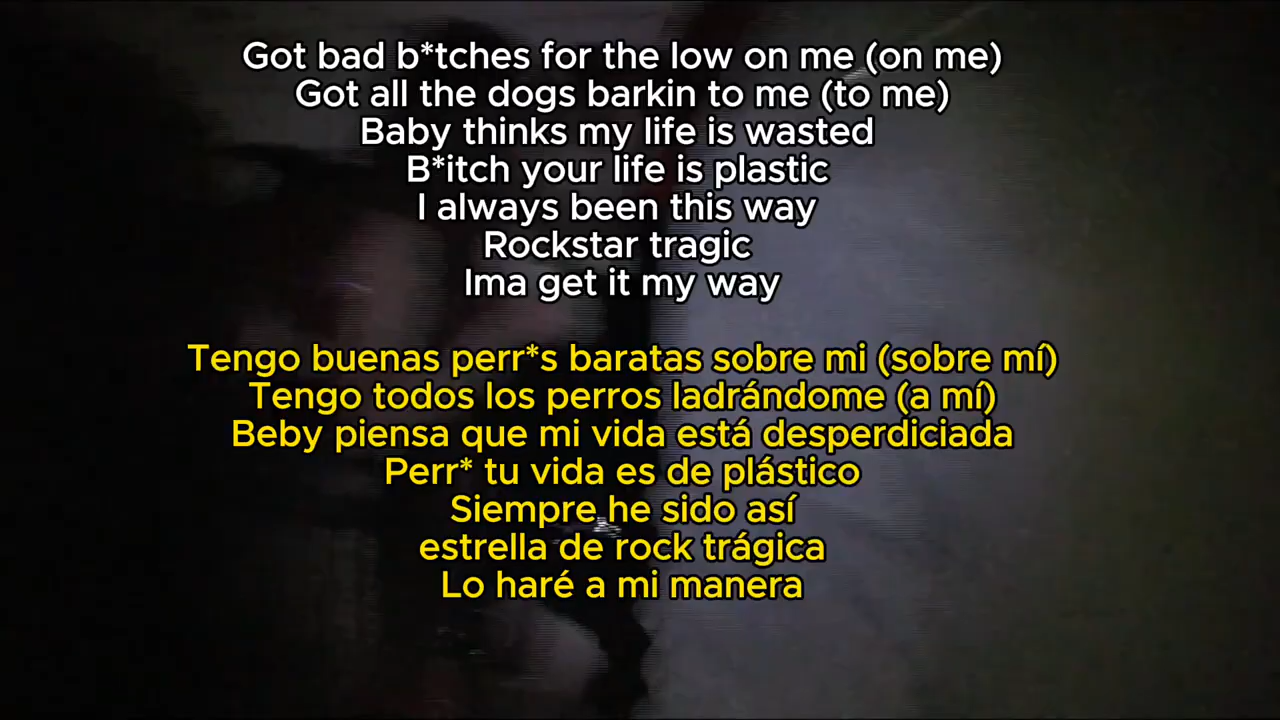 Got bad b*tches for the low on me (on me)
Got all the dogs barkin to me (to me)
Baby thinks my life is wasted
B*itch your life is plastic
I always been this way
Rockstar tragic
Ima get it my way
Tengo buenas perr*s baratas sobre mi (sobre mí)
Tengo todos los perros ladrándome (a mí)
Beby piensa que mi vida está desperdiciada
Perr* tu vida es de plástico
Siempre he sido así
estrella de rock trágica
Lo haré a mi manera